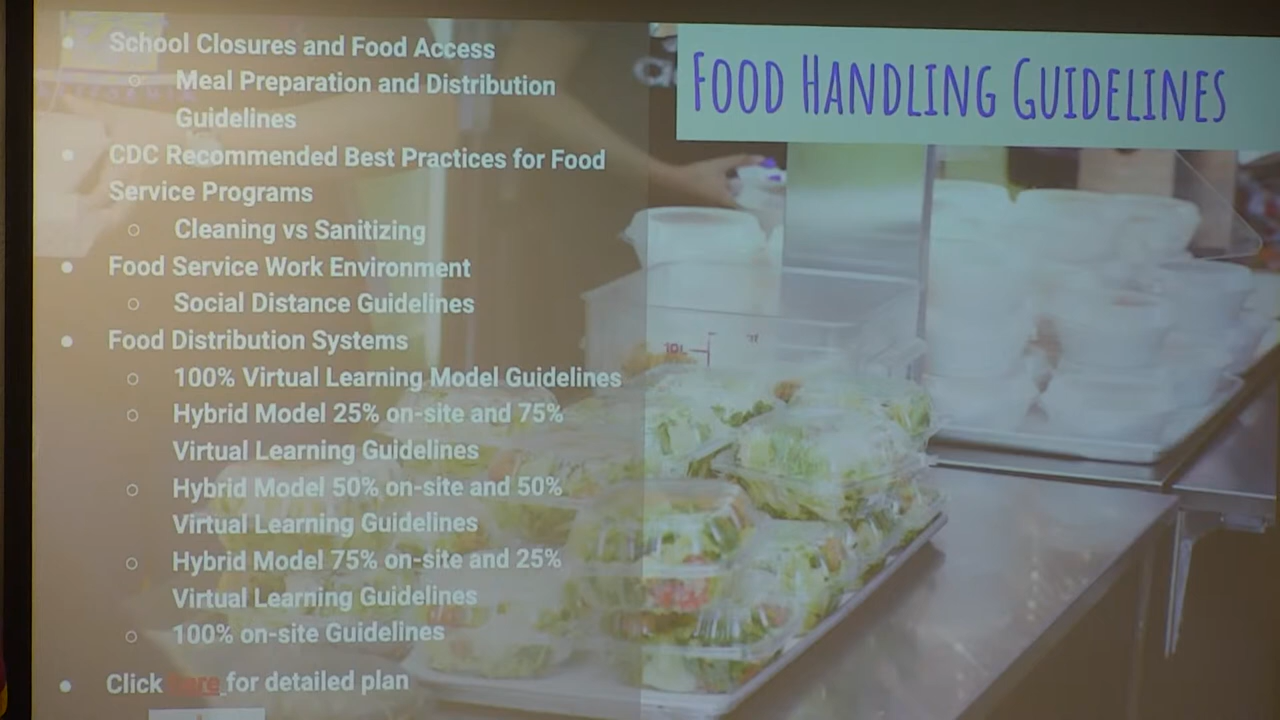 School Closures and Food Access
Meal Preparation and Distribution
Guidelines
CDC Recommended Best Practices for Food
Service Programs
Cleaning vs Sanitizing
Food Service Work Environment
Social Distance Guidelines
Food Distribution Systems
100% Virtual Learning Model Guidelines
Hybrid Model 25% on-site and 75%
Virtual Learning Guidelines
Hybrid Model 50% on-site and 50%
Virtual Learning Guidelines
Hybrid Model 75% on-site and 25%
Virtual Learning Guidelines
100% on-site Guidelines
Click here for detailed plan
FOOD HANDLING GUIDELINES
10L